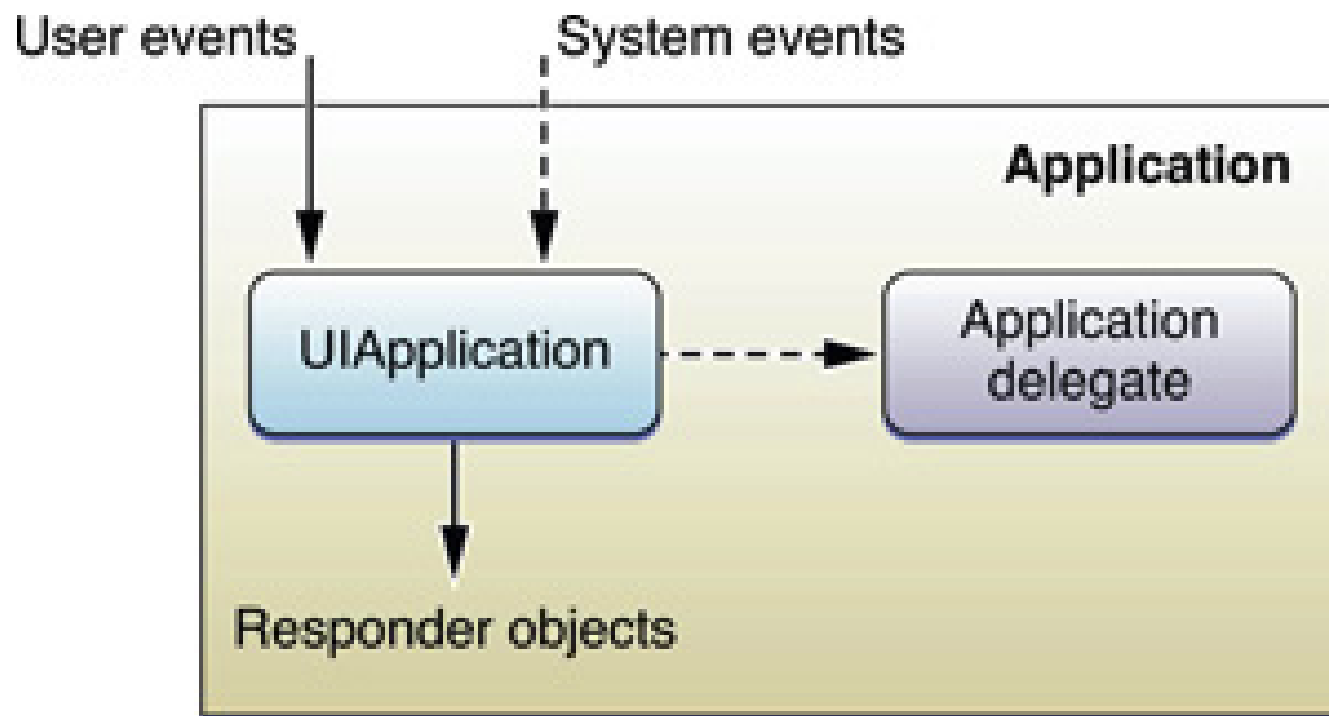 User events
System events
Application
UIApplication
Application
delegate
Responder objects